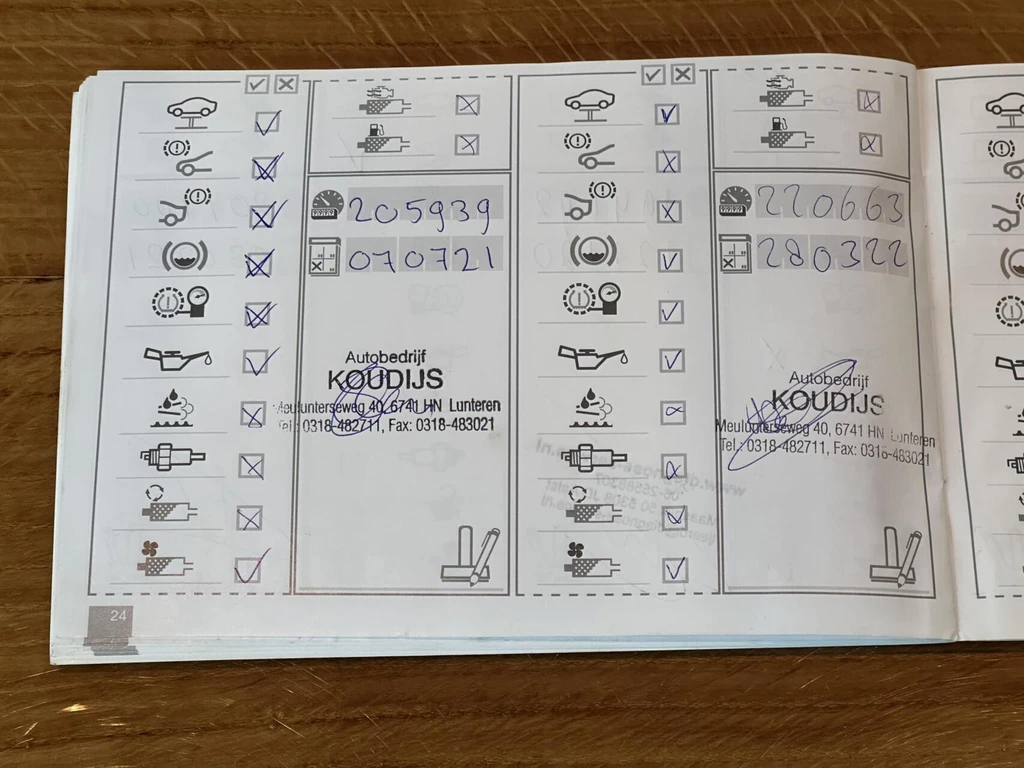 205939
070721
Autobedrijf
KOUDIJS
Meulunterseweg 40, 6741 HN Lunteren
Tel.: 0318-482711, Fax: 0318-483021
24
220663
280322
Autobedrijf
KOUDIJS
Meulunterseweg 40, 6741 HN Lunteren
Tel.: 0318-482711, Fax: 0318-483021